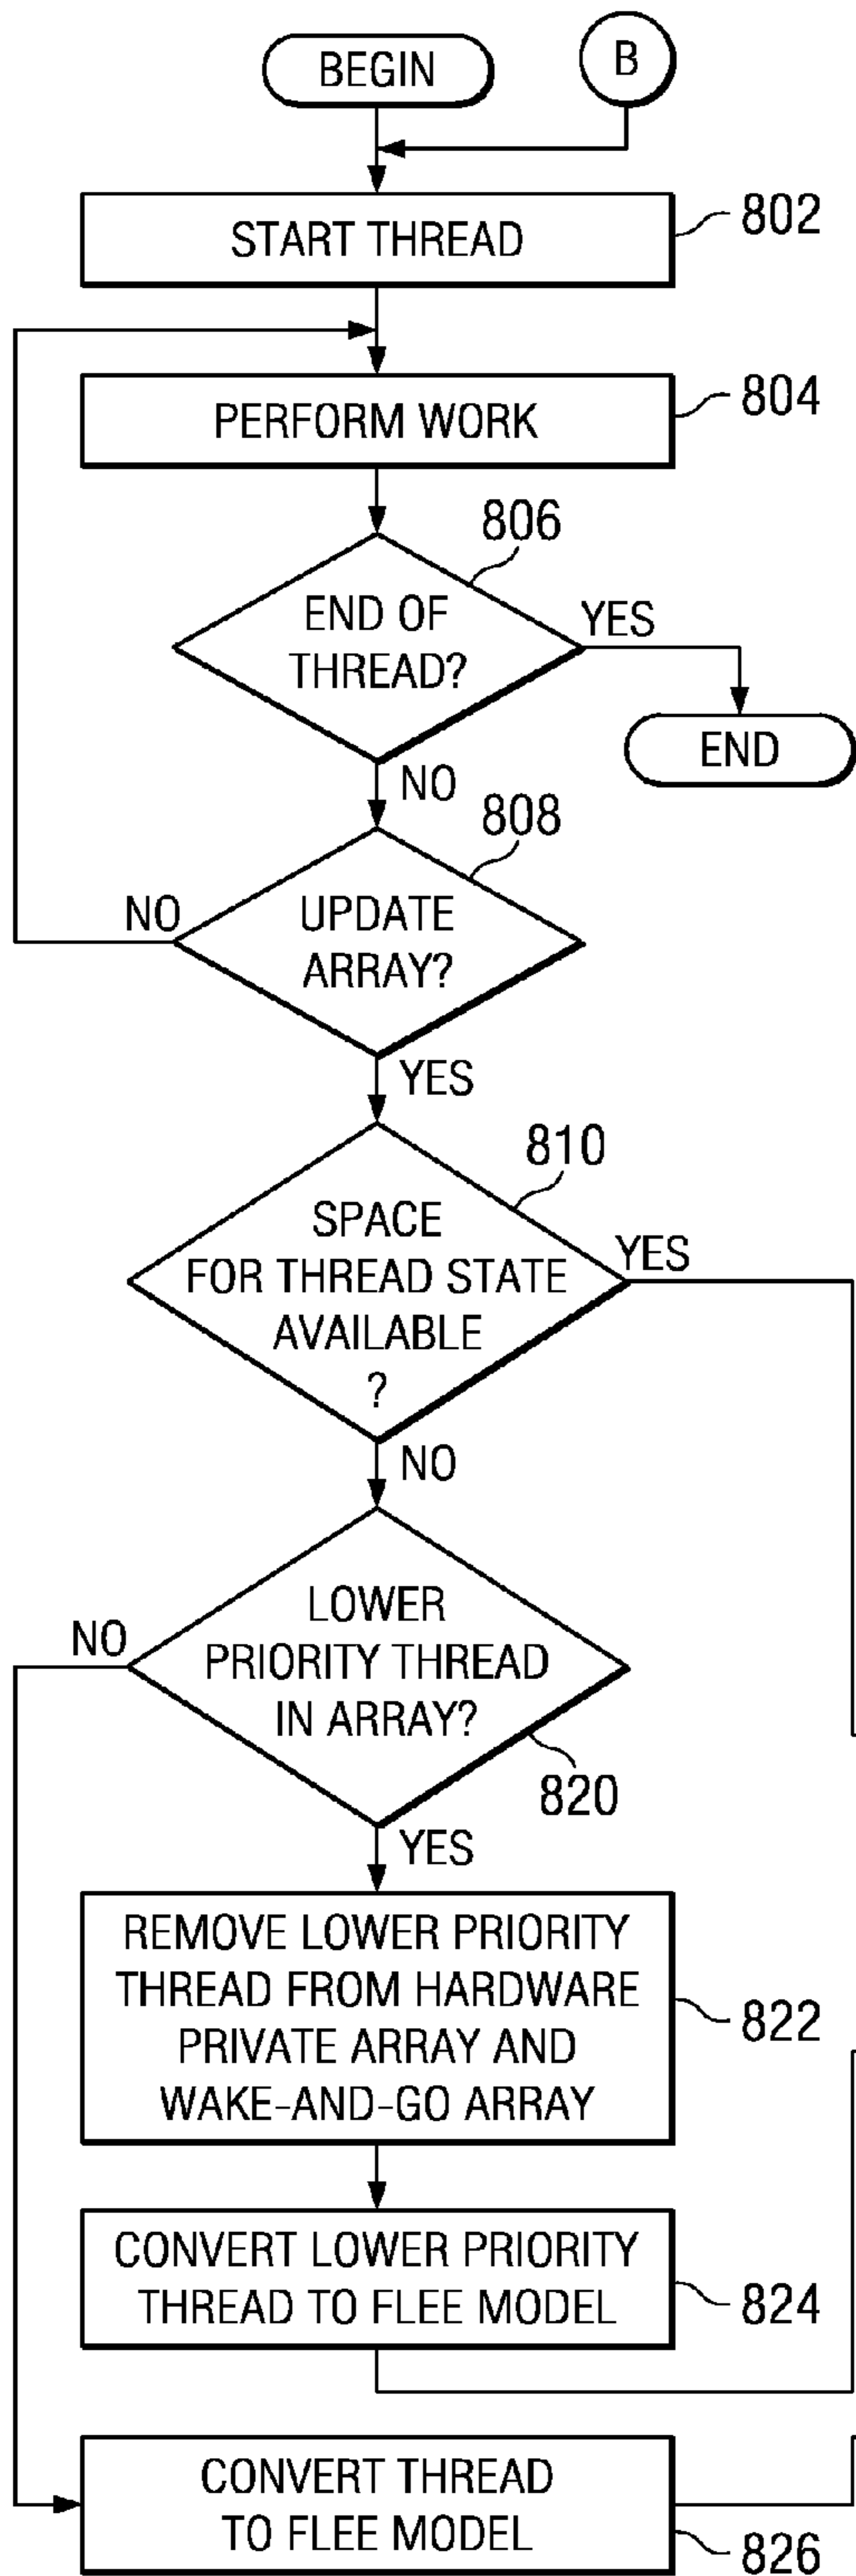 BEGIN
B
START THREAD
802
PERFORM WORK
804
806
END OF
THREAD?
YES
END
NO
808
UPDATE
ARRAY?
NO
YES
810
SPACE
FOR THREAD STATE
AVAILABLE
?
YES
NO
LOWER
PRIORITY THREAD
IN ARRAY?
NO
820
YES
REMOVE LOWER PRIORITY
THREAD FROM HARDWARE
PRIVATE ARRAY AND
WAKE-AND-GO ARRAY
822
CONVERT LOWER PRIORITY
THREAD TO FLEE MODEL
824
CONVERT THREAD
TO FLEE MODEL
826